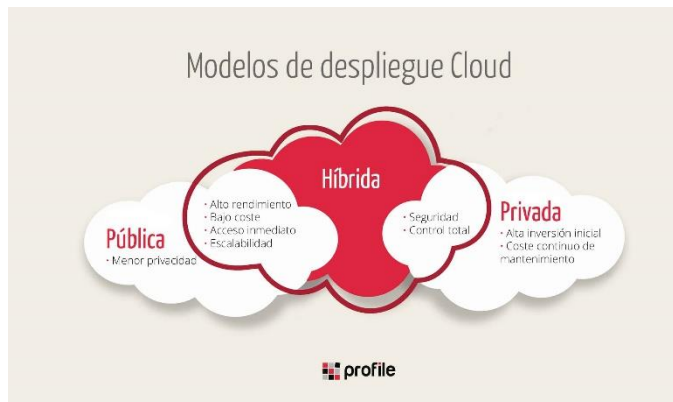 Modelos de despliegue Cloud
Híbrida
Pública
• Menor privacidad
• Alto rendimiento
• Bajo coste
• Acceso inmediato
• Escalabilidad
• Seguridad
• Control total
Privada
• Alta inversión inicial
• Coste continuo de
mantenimiento
profile